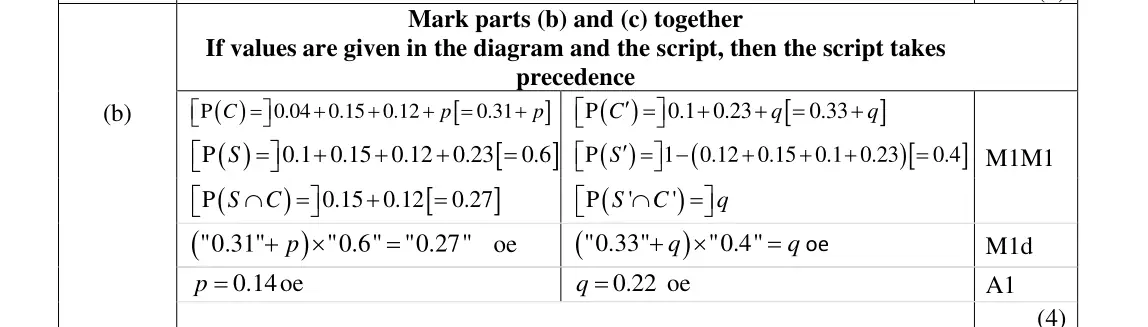 Mark parts (b) and (c) together
If values are given in the diagram and the script, then the script takes
precedence
(b)
[P(C)=]0.04+0.15+0.12+p[=0.31+p] [P(C′)=]0.1+0.23+q[=0.33+q]
[P(S)=]0.1+0.15+0.12+0.23[=0.6] [P(S′)=]1−(0.12+0.15+0.1+0.23)[=0.4] M1M1
[P(S∩C)=]0.15+0.12[=0.27] [P(S'∩C')=]q
("0.31"+p)×"0.6"="0.27" oe ("0.33"+q)×"0.4"=q oe M1d
p=0.14oe q=0.22 oe A1
(4)